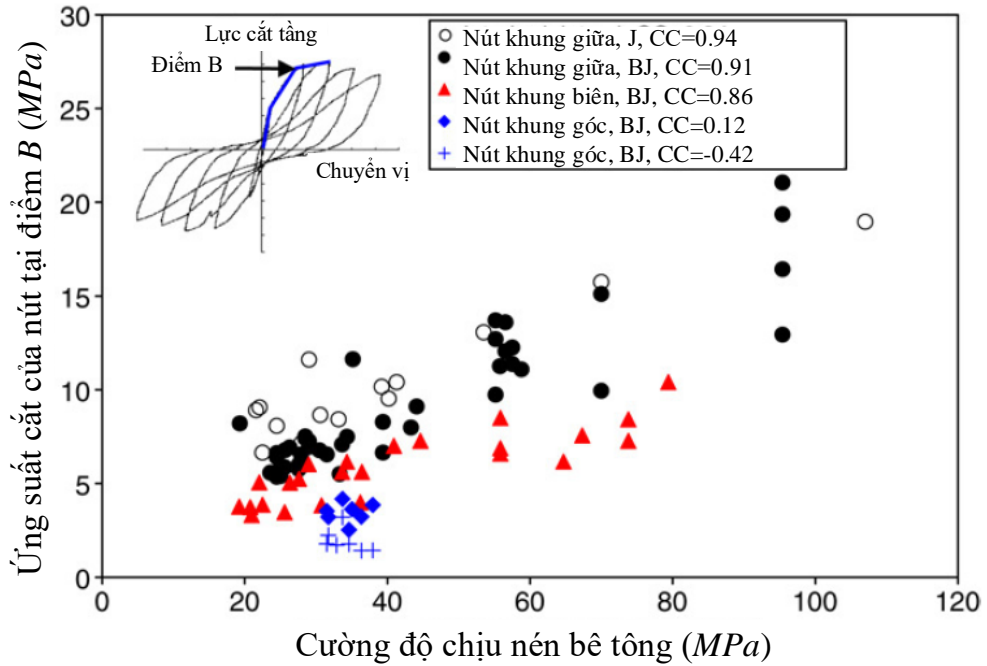 Ứng suất cắt của nút tại điểm B (MPa)
30
25
20
15
10
5
0
Lực cắt tầng
Điểm B
Chuyển vị
Nút khung giữa, J, CC=0.94
Nút khung giữa, BJ, CC=0.91
Nút khung biên, BJ, CC=0.86
Nút khung góc, BJ, CC=0.12
Nút khung góc, BJ, CC=-0.42
0 20 40 60 80 100 120
Cường độ chịu nén bê tông (MPa)